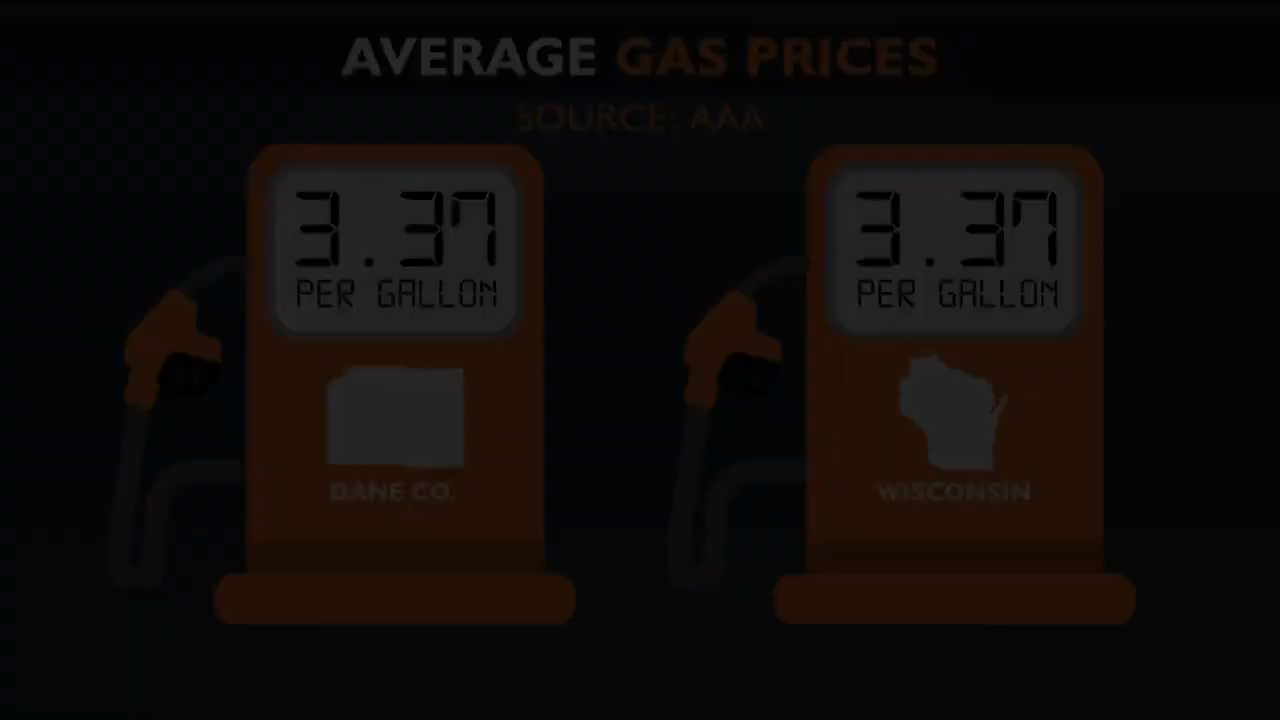 AVERAGE GAS PRICES
SOURCE: AAA
3.37
PER GALLON
DANE CO.
3.37
PER GALLON
WISCONSIN